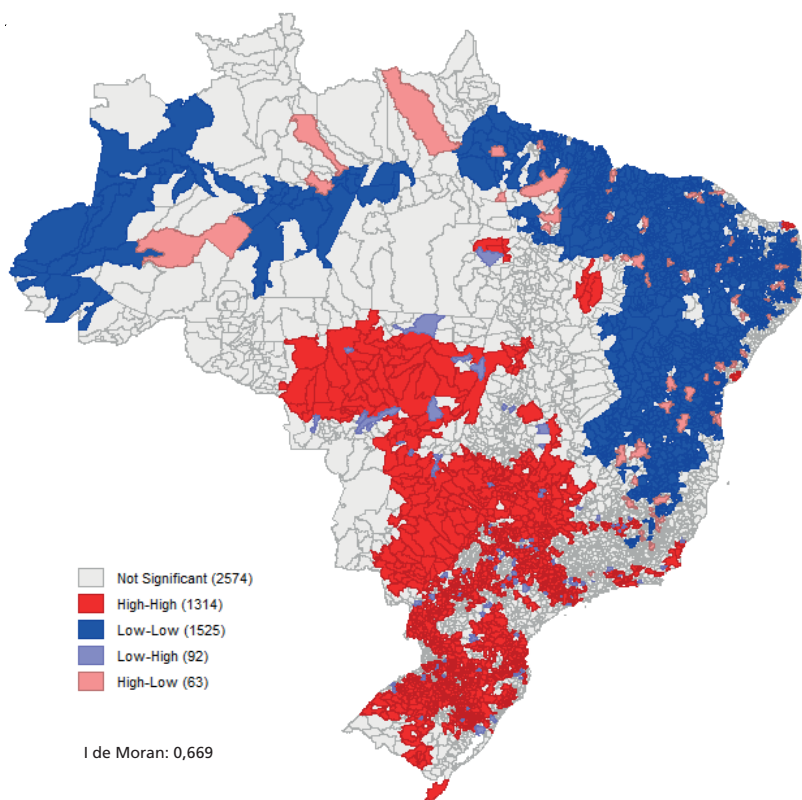 Not Significant (2574)
High-High (1314)
Low-Low (1525)
Low-High (92)
High-Low (63)
I de Moran: 0,669